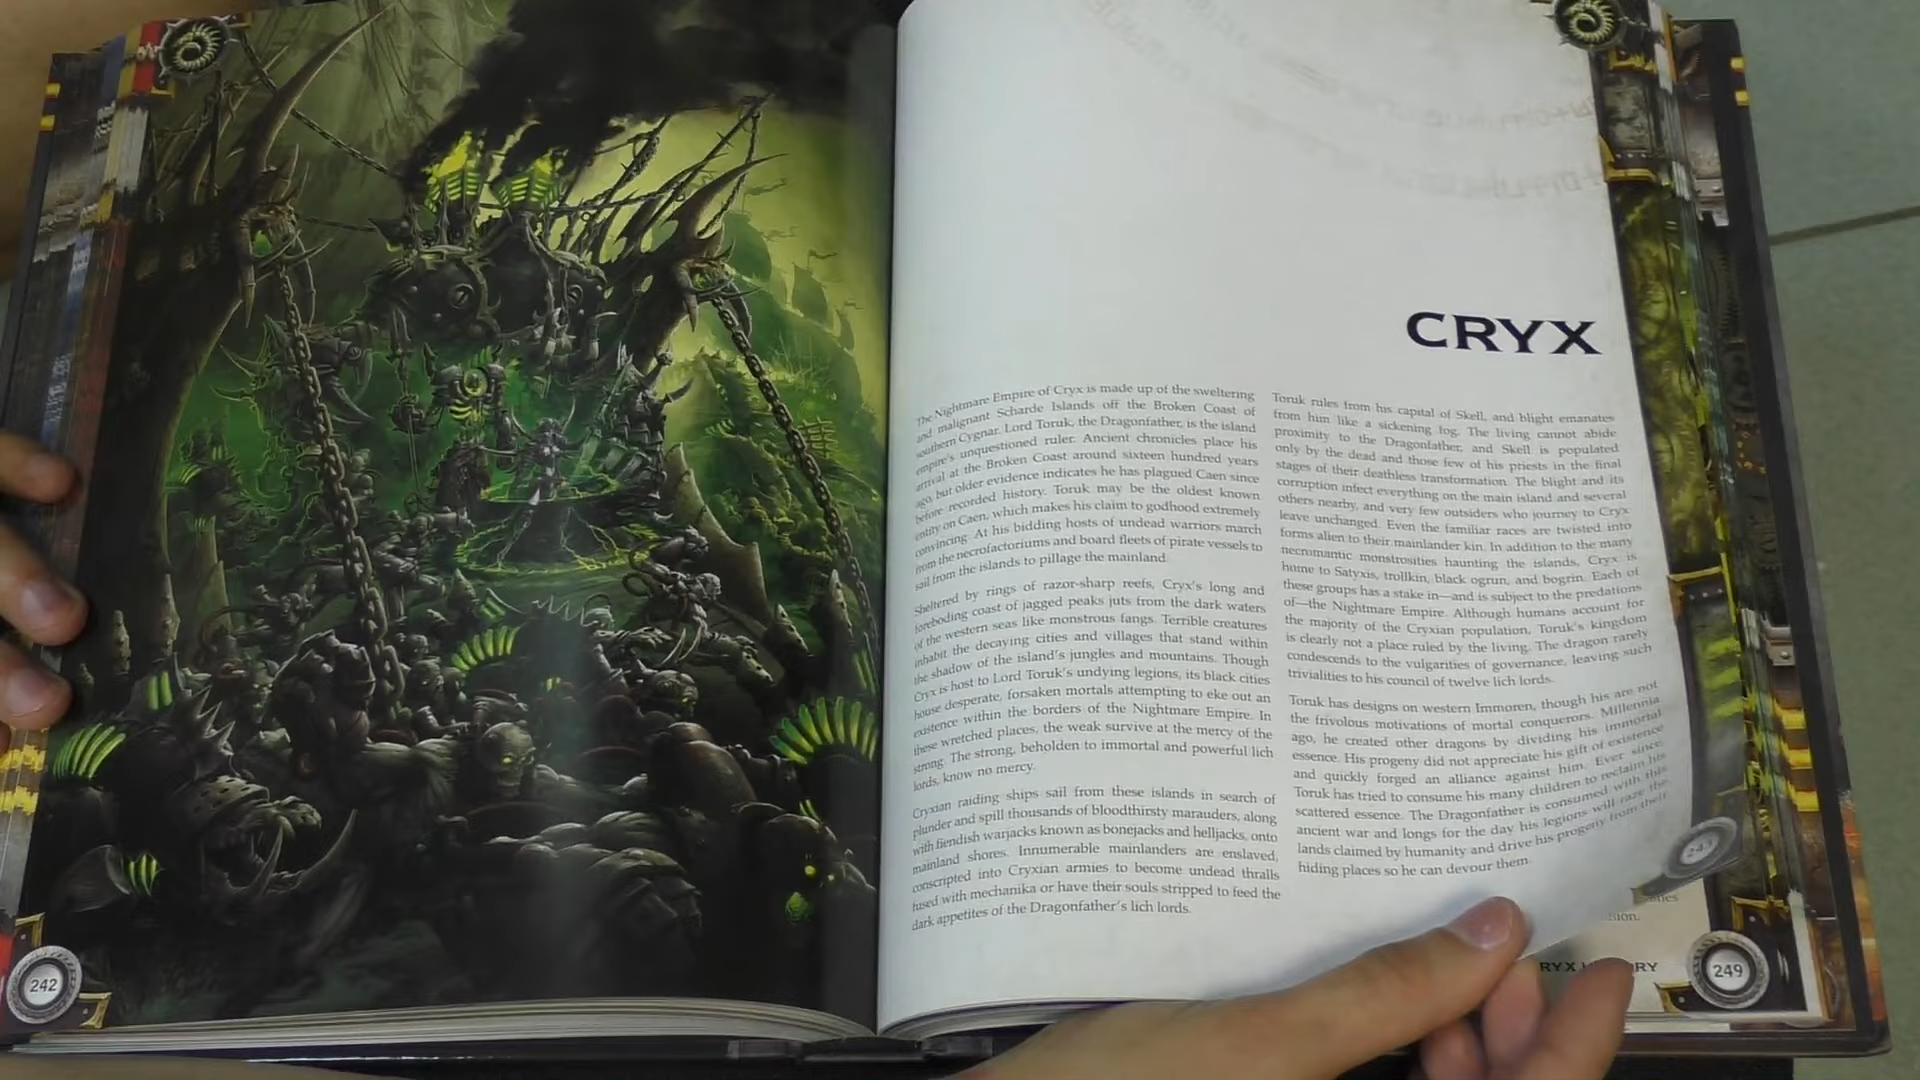 CRYX
The Nightmare Empire of Cryx is made up of the sweltering
and malignant Scharde Islands off the Broken Coast of
southern Cygnar. Lord Toruk, the Dragonfather, is the island
empire's unquestioned ruler. Ancient chronicles place his
arrival at the Broken Coast around sixteen hundred years
ago, but older evidence indicates he has plagued Caen since
before recorded history. Toruk may be the oldest known
entity on Caen, which makes his claim to godhood extremely
convincing. At his bidding hosts of undead warriors march
from the necrofactoriums and board fleets of pirate vessels to
sail from the islands to pillage the mainland.
Sheltered by rings of razor-sharp reefs, Cryx's long and
foreboding coast of jagged peaks juts from the dark waters
of the western seas like monstrous fangs. Terrible creatures
inhabit the decaying cities and villages that stand within
the shadow of the island's jungles and mountains. Though
Cryx is host to Lord Toruk's undying legions, its black cities
house desperate, forsaken mortals attempting to eke out an
existence within the borders of the Nightmare Empire. In
these wretched places, the weak survive at the mercy of the
strong. The strong, beholden to immortal and powerful lich
lords, know no mercy.
Cryxian raiding ships sail from these islands in search of
plunder and spill thousands of bloodthirsty marauders, along
with fiendish warjacks known as bonejacks and helljacks, onto
mainland shores. Innumerable mainlanders are enslaved,
conscripted into Cryxian armies to become undead thralls
fused with mechanika or have their souls stripped to feed the
dark appetites of the Dragonfather's lich lords.
Toruk rules from his capital of Skell, and blight emanates
from him like a sickening fog. The living cannot abide
proximity to the Dragonfather, and Skell is populated
only by the dead and those few of his priests in the final
stages of their deathless transformation. The blight and its
corruption infect everything on the main island and several
others nearby, and very few outsiders who journey to Cryx
leave unchanged. Even the familiar races are twisted into
forms alien to their mainlander kin. In addition to the many
necromantic monstrosities haunting the islands, Cryx is
home to Satyxis, trollkin, black ogrun, and bogrin. Each of
these groups has a stake in—and is subject to the predations
of—the Nightmare Empire. Although humans account for
the majority of the Cryxian population, Toruk's kingdom
is clearly not a place ruled by the living. The dragon rarely
condescends to the vulgarities of governance, leaving such
trivialities to his council of twelve lich lords.
Toruk has designs on western Immoren, though his are not
the frivolous motivations of mortal conquerors. Millennia
ago, he created other dragons by dividing his immortal
essence. His progeny did not appreciate his gift of existence
and quickly forged an alliance against him. Ever since,
Toruk has tried to consume his many children to reclaim his
scattered essence. The Dragonfather is consumed with this
ancient war and longs for the day his legions will raze the
lands claimed by humanity and drive his progeny from their
hiding places so he can devour them.
242
243
249